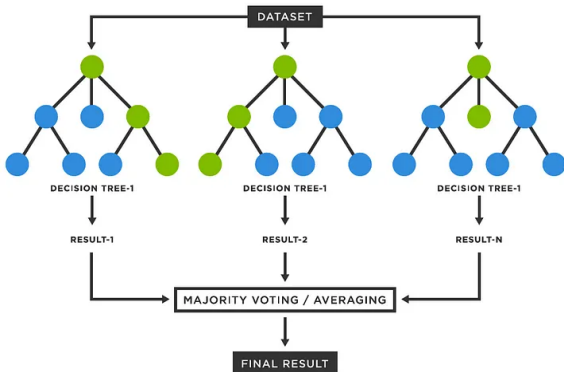 DATASET
DECISION TREE-1
DECISION TREE-1
DECISION TREE-1
RESULT-1
RESULT-2
RESULT-N
MAJORITY VOTING / AVERAGING
FINAL RESULT